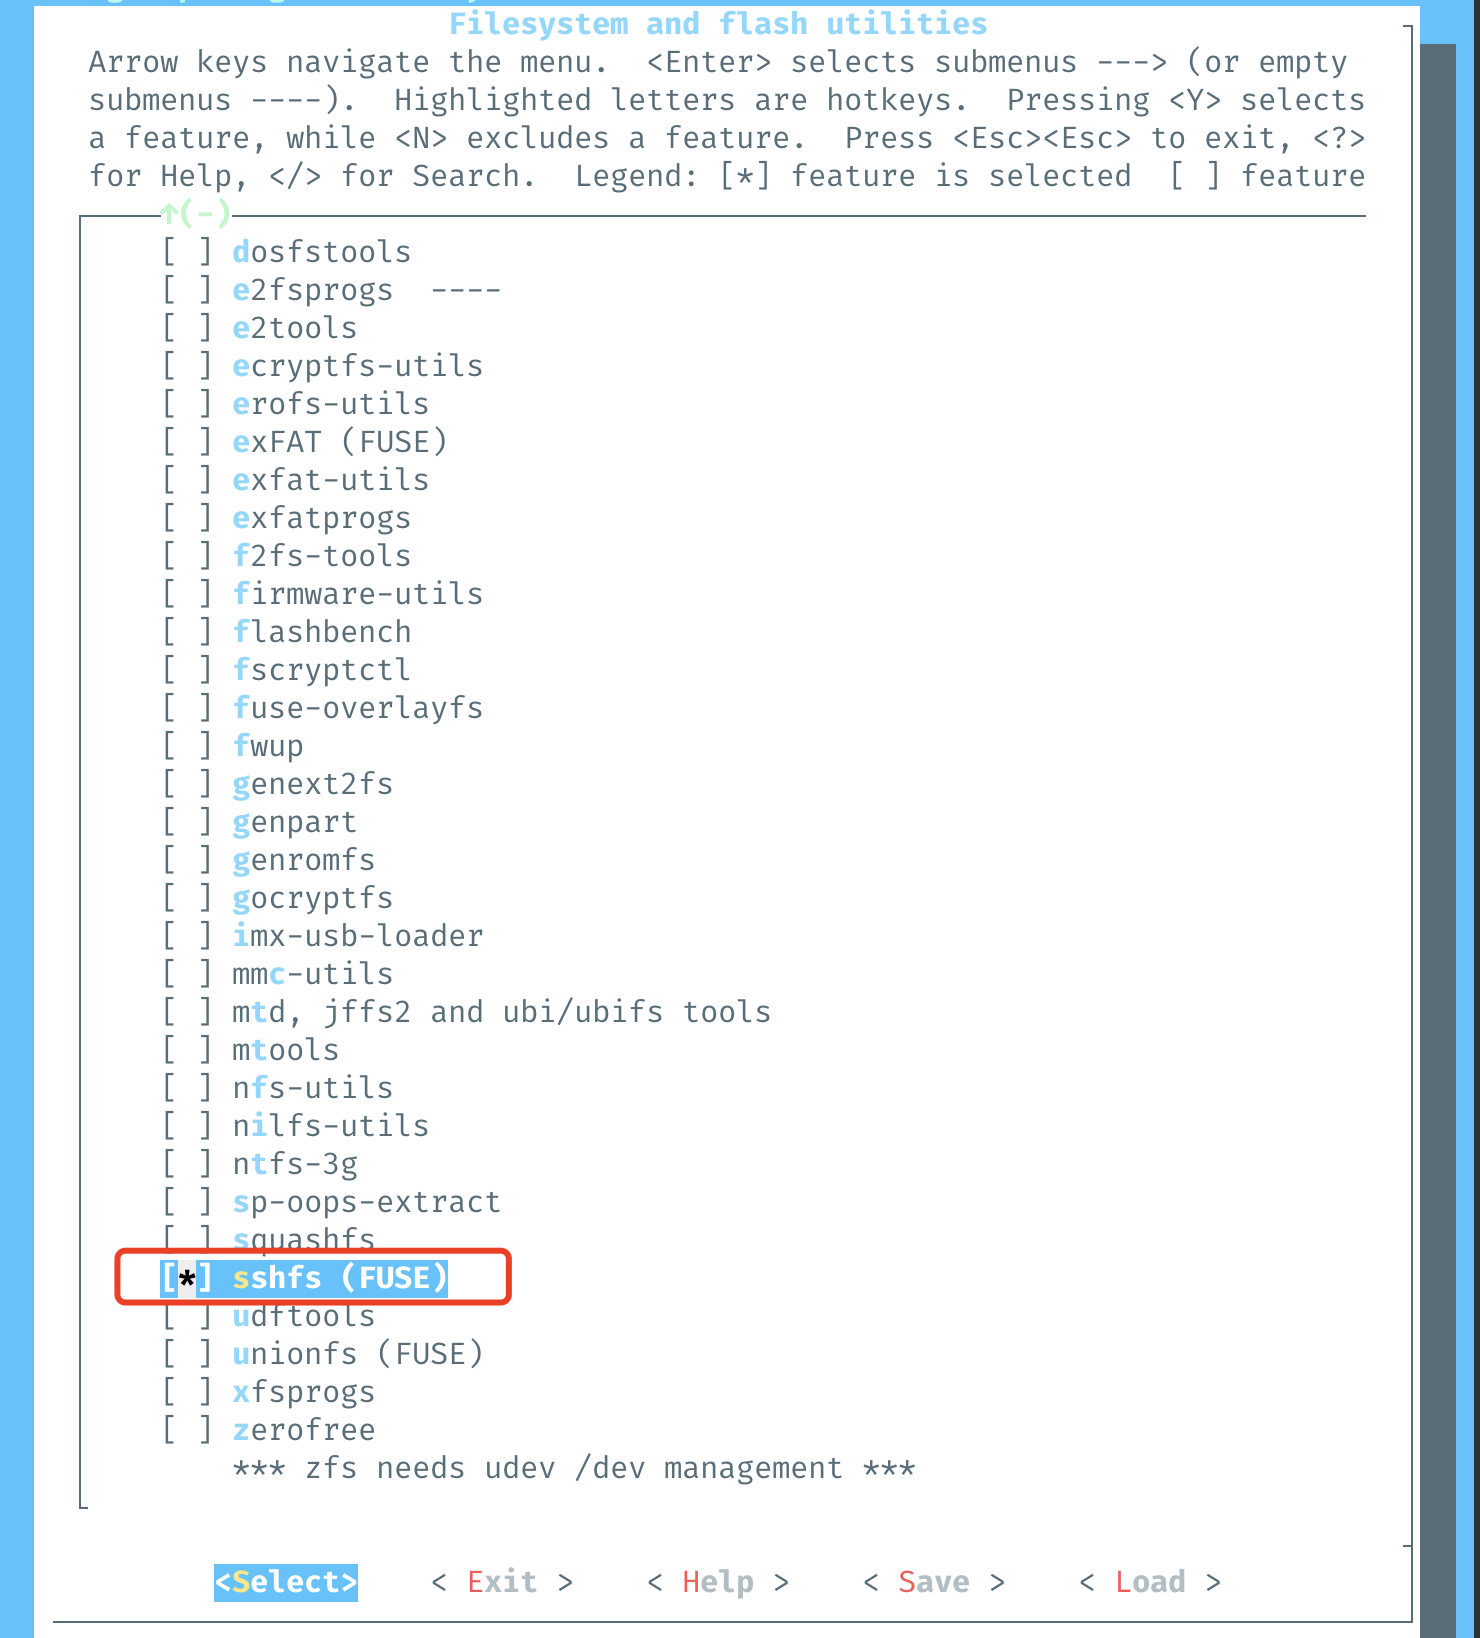 Filesystem and flash utilities
Arrow keys navigate the menu.  <Enter> selects submenus ---> (or empty
submenus ----).  Highlighted letters are hotkeys.  Pressing <Y> selects
a feature, while <N> excludes a feature.  Press <Esc><Esc> to exit, <?>
for Help, </> for Search.  Legend: [*] feature is selected  [ ] feature
↑(-)
[ ] dosfstools
[ ] e2fsprogs  ----
[ ] e2tools
[ ] ecryptfs-utils
[ ] erofs-utils
[ ] exFAT (FUSE)
[ ] exfat-utils
[ ] exfatprogs
[ ] f2fs-tools
[ ] firmware-utils
[ ] flashbench
[ ] fscryptctl
[ ] fuse-overlayfs
[ ] fwup
[ ] genext2fs
[ ] genpart
[ ] genromfs
[ ] gocryptfs
[ ] imx-usb-loader
[ ] mmc-utils
[ ] mtd, jffs2 and ubi/ubifs tools
[ ] mtools
[ ] nfs-utils
[ ] nilfs-utils
[ ] ntfs-3g
[ ] sp-oops-extract
[ ] squashfs
[*] sshfs (FUSE)
[ ] udftools
[ ] unionfs (FUSE)
[ ] xfsprogs
[ ] zerofree
*** zfs needs udev /dev management ***
<Select>    < Exit >    < Help >    < Save >    < Load >